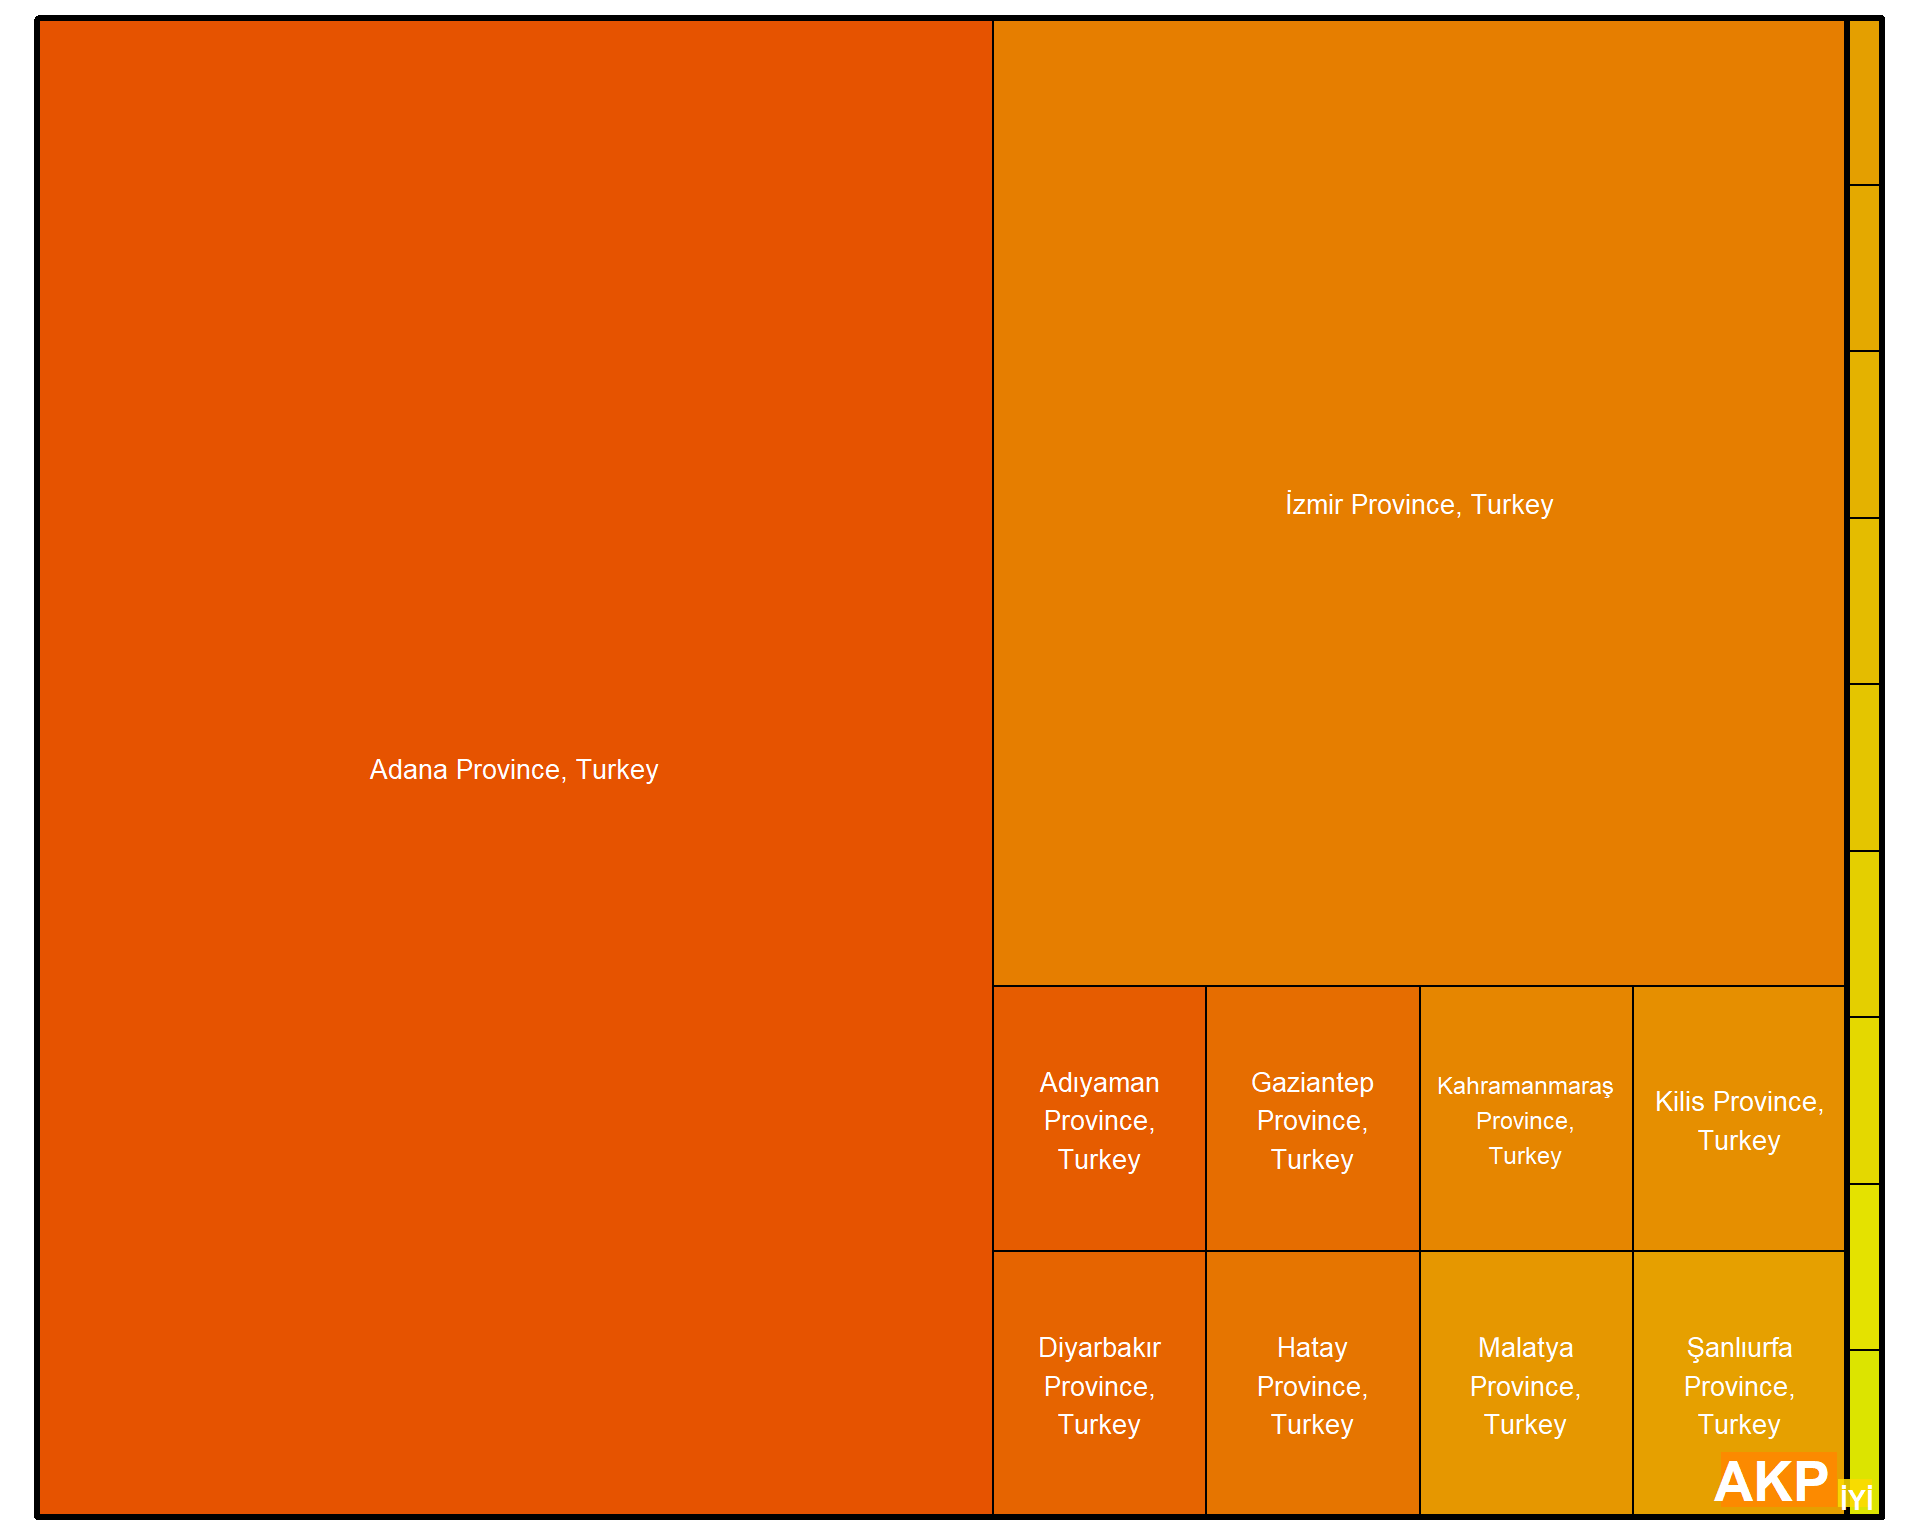 Adana Province, Turkey
İzmir Province, Turkey
Adıyaman
Province,
Turkey
Gaziantep
Province,
Turkey
Kahramanmaraş
Province,
Turkey
Kilis Province,
Turkey
Diyarbakır
Province,
Turkey
Hatay
Province,
Turkey
Malatya
Province,
Turkey
Şanlıurfa
Province,
Turkey
AKP
İYİ